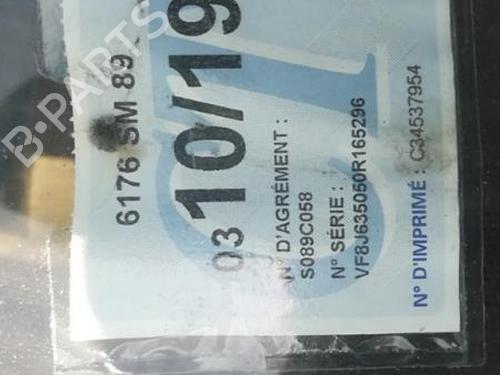 6176 SM 89
03 10/19
N° D'AGRÉMENT :
S089C058
N° SÉRIE :
VF8J635050R165296
N° D'IMPRIMÉ : C34537954
B-PARTS